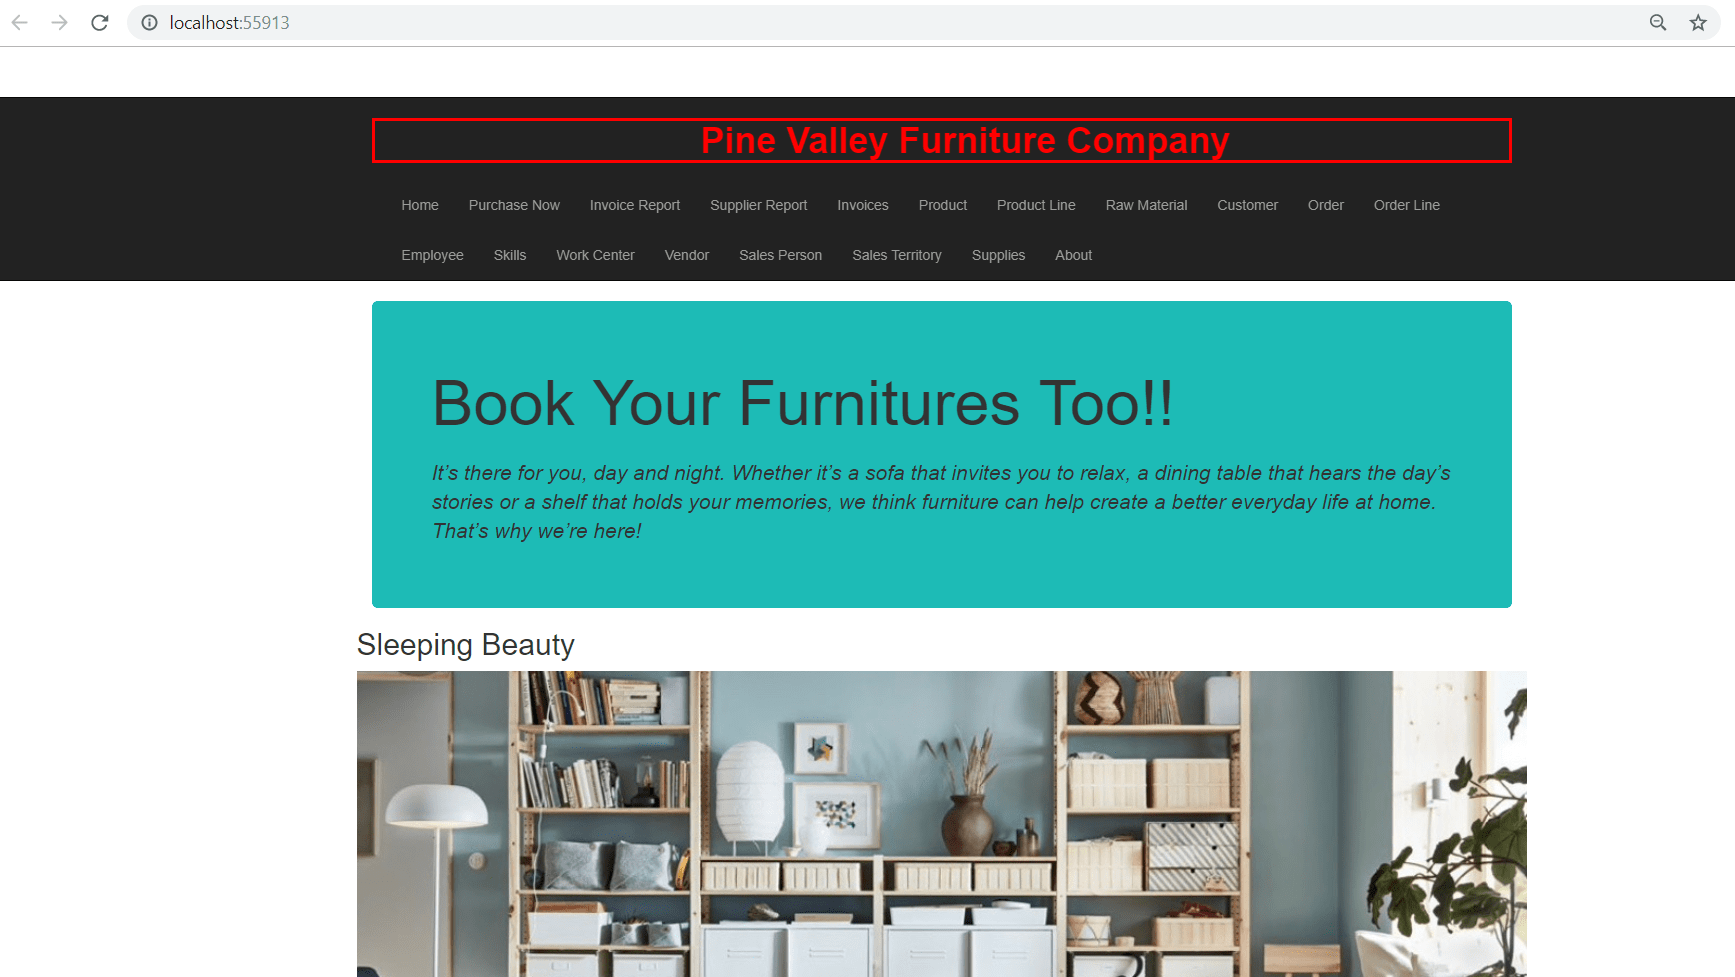 localhost:55913
Pine Valley Furniture Company
Home Purchase Now Invoice Report Supplier Report Invoices Product Product Line Raw Material Customer Order Order Line
Employee Skills Work Center Vendor Sales Person Sales Territory Supplies About
Book Your Furnitures Too!!
It’s there for you, day and night. Whether it’s a sofa that invites you to relax, a dining table that hears the day’s
stories or a shelf that holds your memories, we think furniture can help create a better everyday life at home.
That’s why we’re here!
Sleeping Beauty